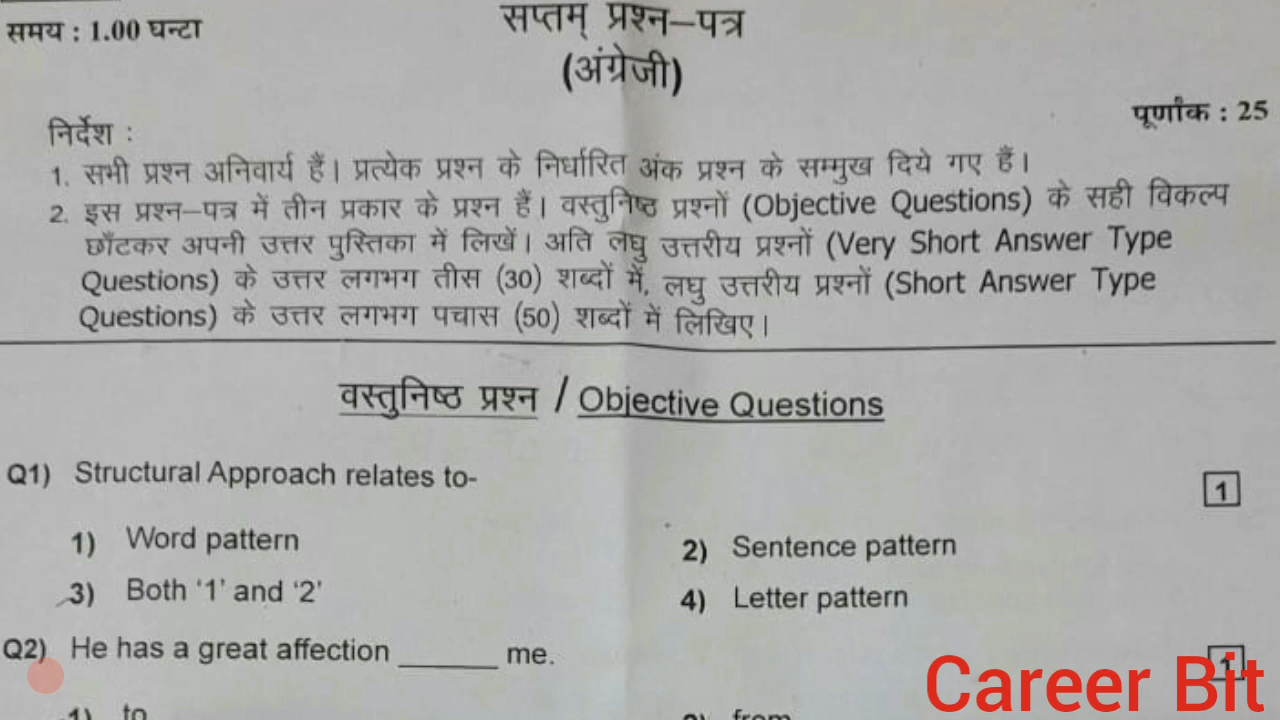 सप्तम् प्रश्न–पत्र
समय : 1.00 घन्टा
(अंग्रेजी)
पूर्णांक : 25
निर्देश :
1. सभी प्रश्न अनिवार्य हैं। प्रत्येक प्रश्न के निर्धारित अंक प्रश्न के सम्मुख दिये गए हैं।
2. इस प्रश्न–पत्र में तीन प्रकार के प्रश्न हैं। वस्तुनिष्ठ प्रश्नों (Objective Questions) के सही विकल्प
छाँटकर अपनी उत्तर पुस्तिका में लिखें। अति लघु उत्तरीय प्रश्नों (Very Short Answer Type
Questions) के उत्तर लगभग तीस (30) शब्दों में, लघु उत्तरीय प्रश्नों (Short Answer Type
Questions) के उत्तर लगभग पचास (50) शब्दों में लिखिए।
वस्तुनिष्ठ प्रश्न / Objective Questions
Q1) Structural Approach relates to- 1
1) Word pattern 2) Sentence pattern
3) Both ‘1’ and ‘2’ 4) Letter pattern
Q2) He has a great affection ______ me. 1
1) to 2) from
Career Bit